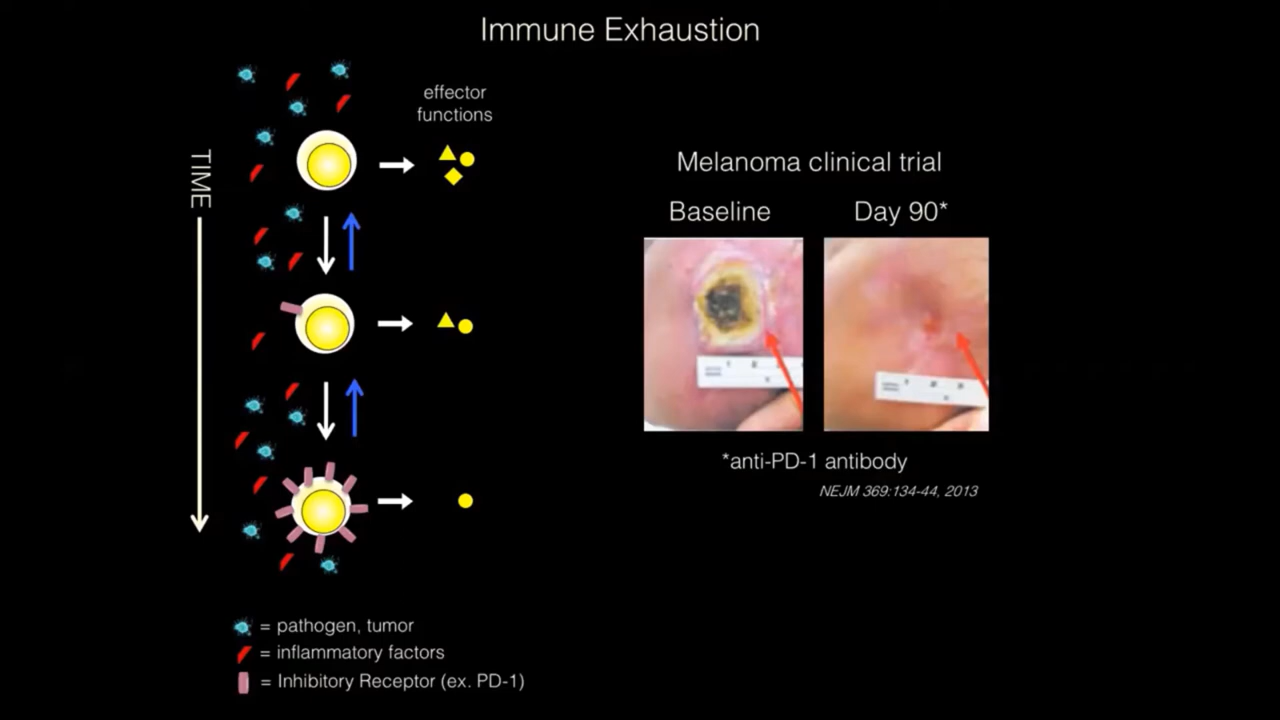 Immune Exhaustion
effector
functions
TIME
Melanoma clinical trial
Baseline
Day 90*
*anti-PD-1 antibody
NEJM 369:134-44, 2013
= pathogen, tumor
= inflammatory factors
= Inhibitory Receptor (ex. PD-1)